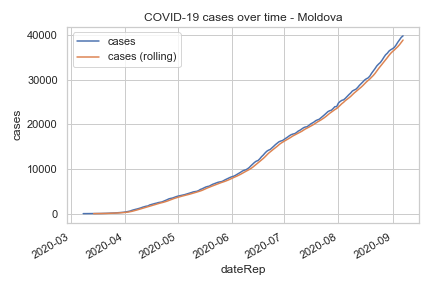 COVID-19 cases over time - Moldova
cases
cases (rolling)
40000
30000
20000
10000
0
cases
2020-03
2020-04
2020-05
2020-06
2020-07
2020-08
2020-09
dateRep